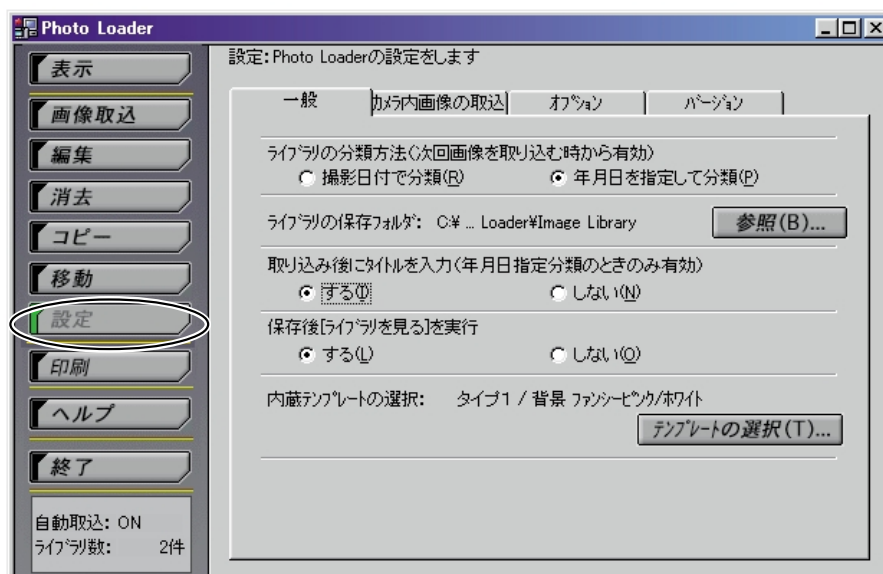 Photo Loader
表示
画像取込
編集
消去
コピー
移動
設定
印刷
ヘルプ
終了
自動取込: ON
ﾗｲﾌﾞﾗﾘ数: 2件
設定:Photo Loaderの設定をします
一般 ｶﾒﾗ内画像の取込 ｵﾌﾟｼｮﾝ ﾊﾞｰｼﾞｮﾝ
ﾗｲﾌﾞﾗﾘの分類方法(次回画像を取り込む時から有効)
撮影日付で分類(R) 年月日を指定して分類(P)
ﾗｲﾌﾞﾗﾘの保存ﾌｫﾙﾀﾞ: C:¥ ... Loader¥Image Library 参照(B)...
取り込み後にﾀｲﾄﾙを入力(年月日指定分類のときのみ有効)
する(I) しない(N)
保存後[ﾗｲﾌﾞﾗﾘを見る]を実行
する(L) しない(O)
内蔵ﾃﾝﾌﾟﾚｰﾄの選択: タイプ1 / 背景 ﾌｧﾝｼｰﾋﾟﾝｸ/ﾎﾜｲﾄ
ﾃﾝﾌﾟﾚｰﾄの選択(T)...